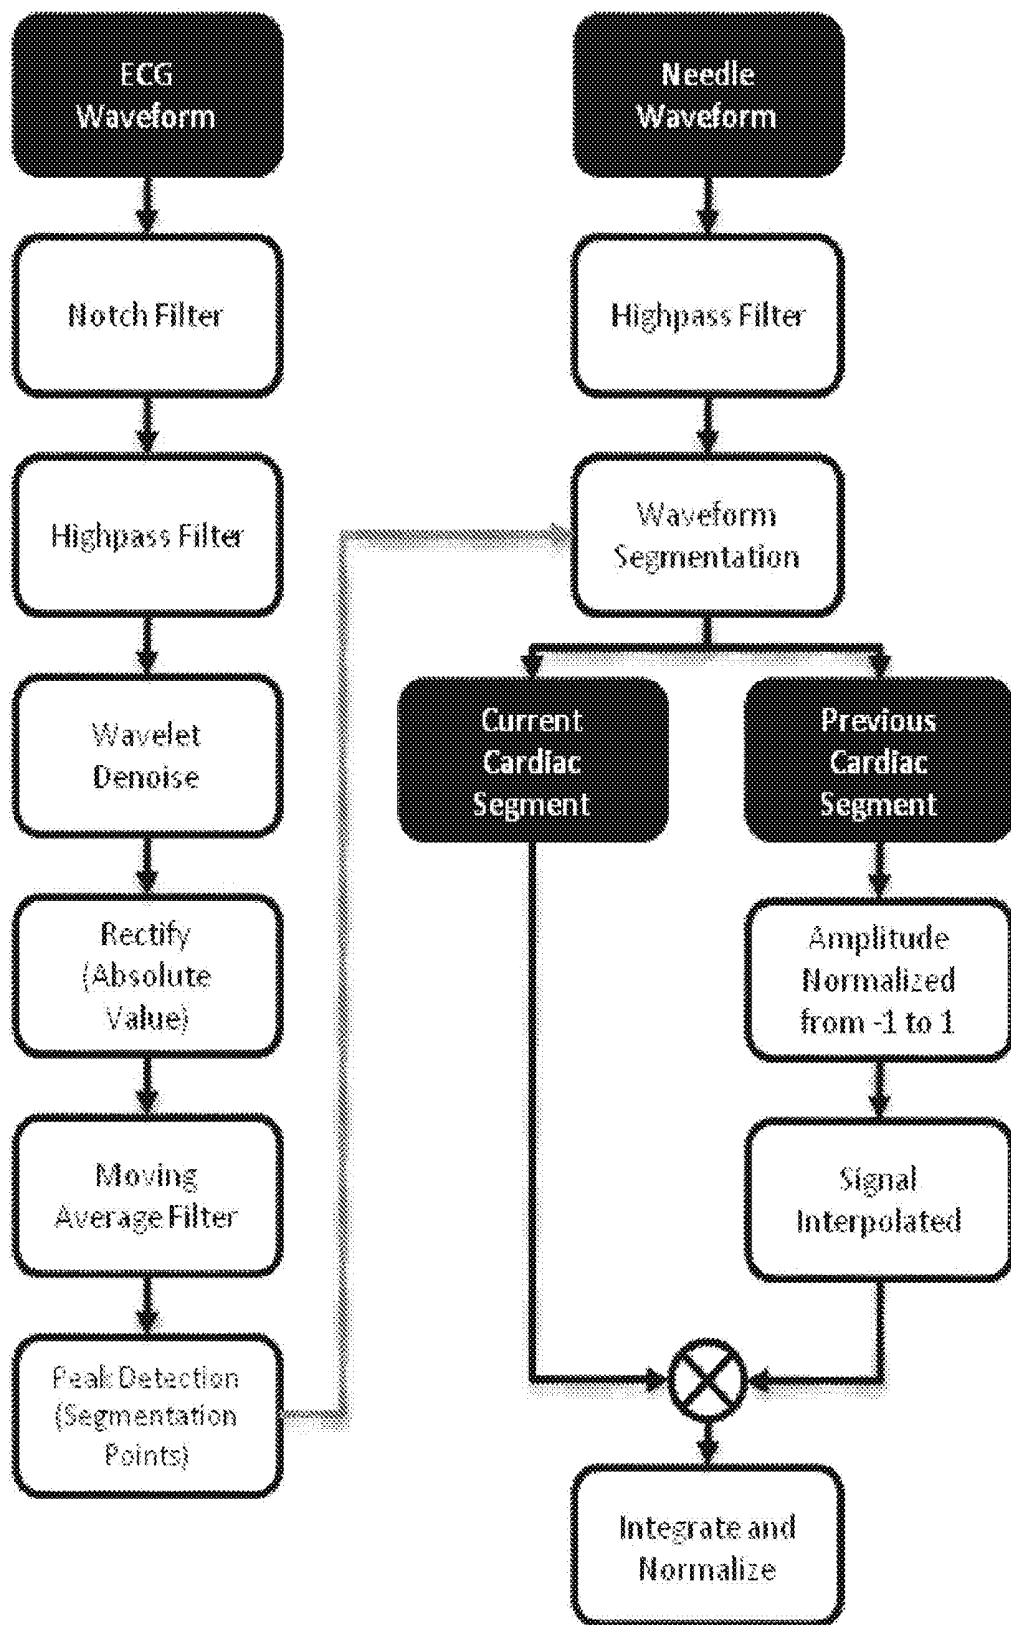 ECG
Waveform
Notch Filter
Highpass Filter
Wavelet
Denoise
Rectify
(Absolute
Value)
Moving
Average Filter
Peak Detection
(Segmentation
Points)
Needle
Waveform
Highpass Filter
Waveform
Segmentation
Current
Cardiac
Segment
Previous
Cardiac
Segment
Amplitude
Normalized
from -1 to 1
Signal
Interpolated
Integrate and
Normalize